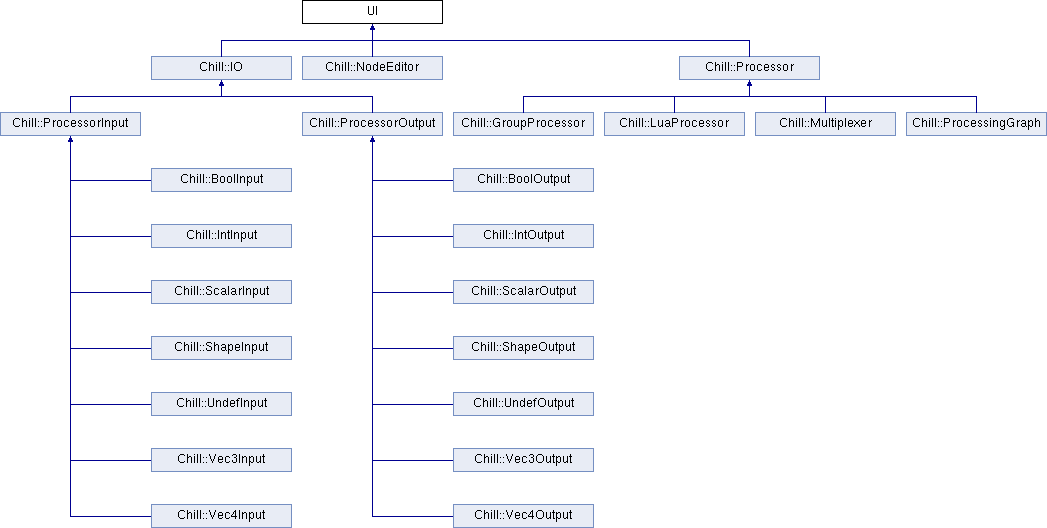 UI
Chill::IO
Chill::NodeEditor
Chill::Processor
Chill::ProcessorInput
Chill::ProcessorOutput
Chill::GroupProcessor
Chill::LuaProcessor
Chill::Multiplexer
Chill::ProcessingGraph
Chill::BoolInput
Chill::BoolOutput
Chill::IntInput
Chill::IntOutput
Chill::ScalarInput
Chill::ScalarOutput
Chill::ShapeInput
Chill::ShapeOutput
Chill::UndefInput
Chill::UndefOutput
Chill::Vec3Input
Chill::Vec3Output
Chill::Vec4Input
Chill::Vec4Output